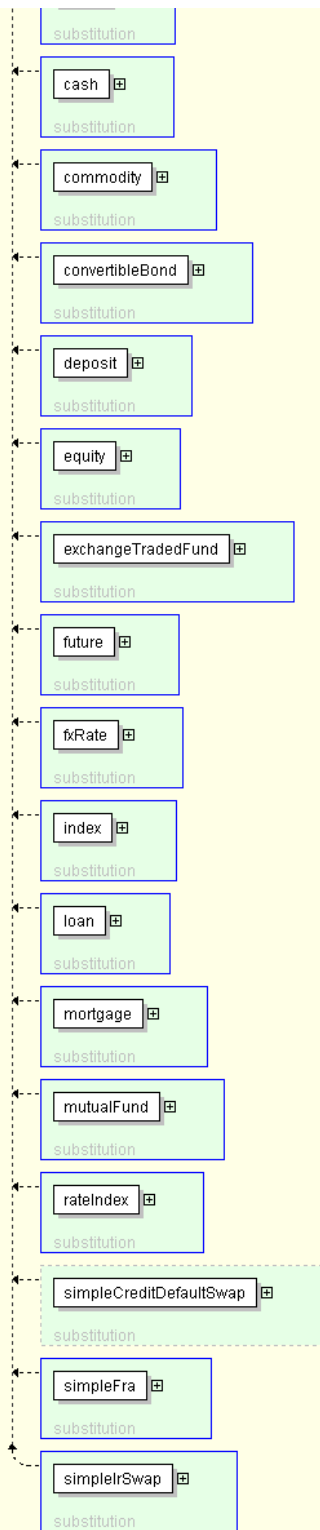 substitution
cash
substitution
commodity
substitution
convertibleBond
substitution
deposit
substitution
equity
substitution
exchangeTradedFund
substitution
future
substitution
fxRate
substitution
index
substitution
loan
substitution
mortgage
substitution
mutualFund
substitution
rateIndex
substitution
simpleCreditDefaultSwap
substitution
simpleFra
substitution
simpleIrSwap
substitution